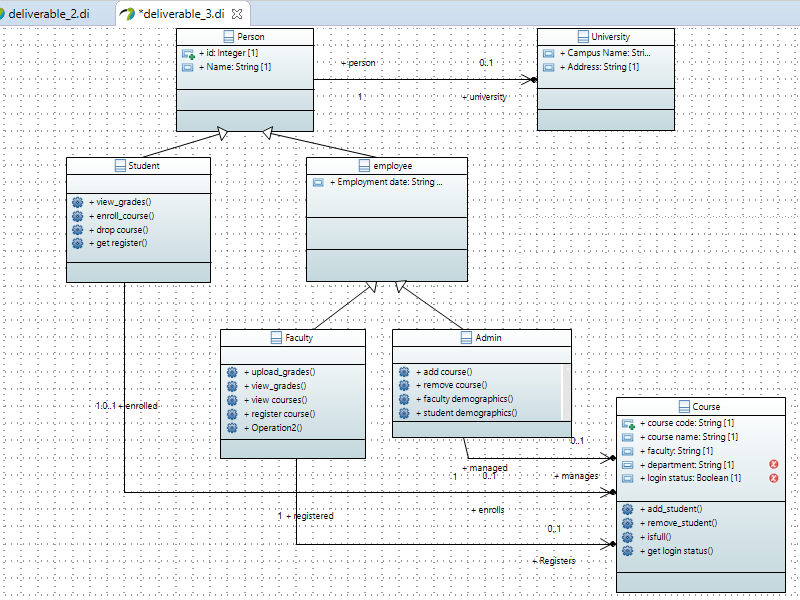 deliverable_2.di
*deliverable_3.di
Person
+ id: Integer [1]
+ Name: String [1]
University
+ Campus Name: Stri...
+ Address: String [1]
+ person
0..1
1
+ university
Student
+ view_grades()
+ enroll_course()
+ drop course()
+ get register()
employee
+ Employment date: String ...
Faculty
+ upload_grades()
+ view_grades()
+ view courses()
+ register course()
+ Operation2()
Admin
+ add course()
+ remove course()
+ faculty demographics()
+ student demographics()
Course
+ course code: String [1]
+ course name: String [1]
+ faculty: String [1]
+ department: String [1]
+ login status: Boolean [1]
+ add_student()
+ remove_student()
+ isfull()
+ get login status()
1.0..1 + enrolled
0..1
+ managed
1
0..1
+ manages
+ enrolls
1 + registered
0..1
+ Registers